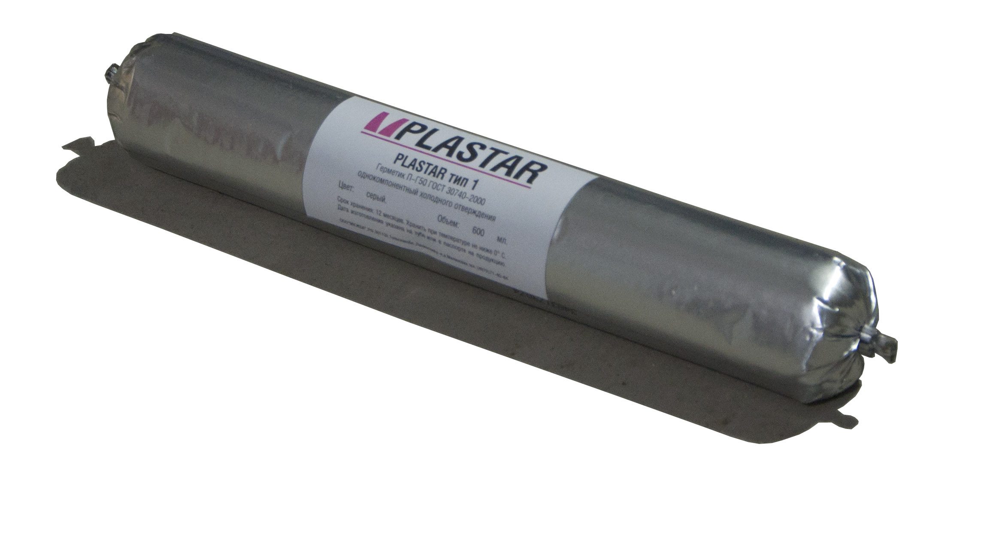 PLASTAR
PLASTAR тип 1
Герметик П-Г50 ГОСТ 30740-2000
однокомпонентный холодного отверждения
Цвет: серый. Объем: 600 мл.
Срок хранения: 12 месяцев. Хранить при температуре не ниже 0° С.
Дата изготовления указана на тубе или в паспорте на продукцию.